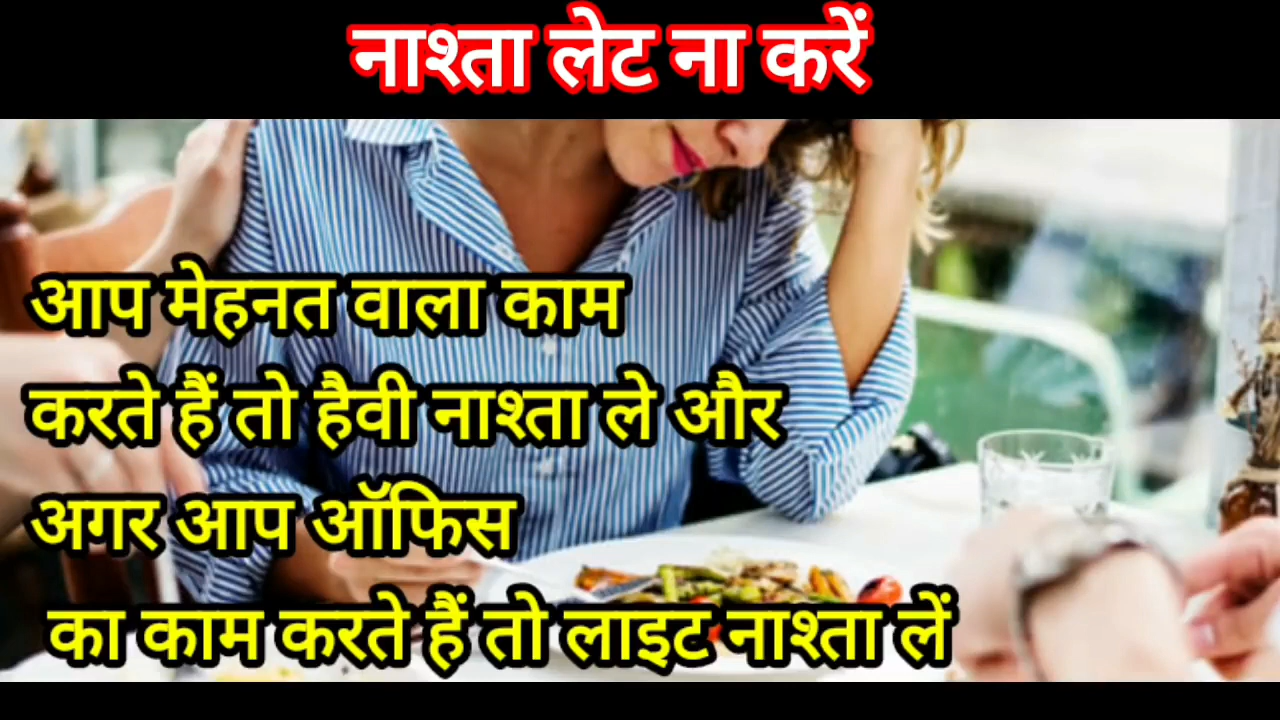 नाश्ता लेट ना करें
आप मेहनत वाला काम
करते हैं तो हैवी नाश्ता ले और
अगर आप ऑफिस
का काम करते हैं तो लाइट नाश्ता लें